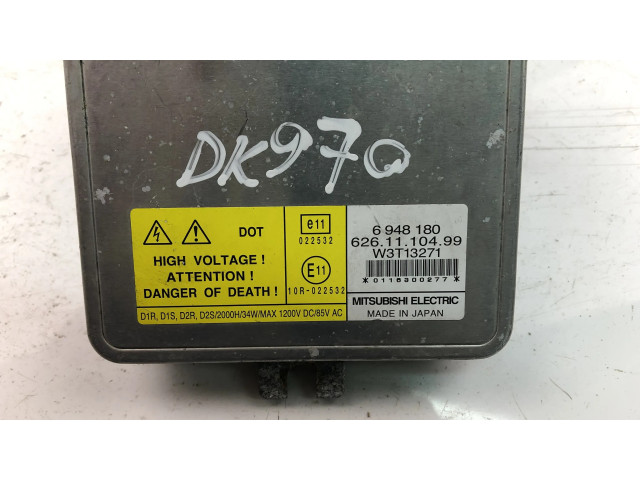 DK970
DOT
HIGH VOLTAGE !
ATTENTION !
DANGER OF DEATH !
e11
022532
E11
10R-022532
6 948 180
626.11.104.99
W3T13271
*0118300277*
MITSUBISHI ELECTRIC
MADE IN JAPAN
D1R, D1S, D2R, D2S/2000H/34W/MAX 1200V DC/85V AC